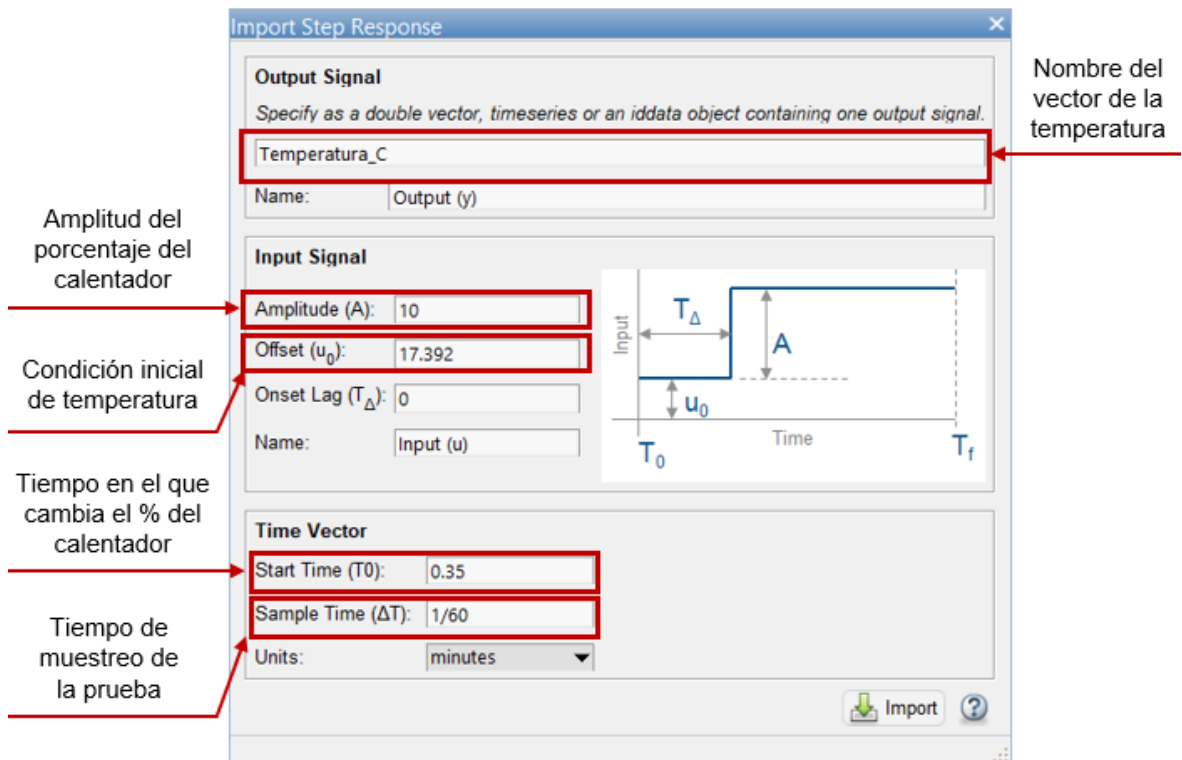 Import Step Response
Output Signal
Specify as a double vector, timeseries or an iddata object containing one output signal.
Temperatura_C
Name: Output (y)
Nombre del
vector de la
temperatura
Amplitud del
porcentaje del
calentador
Input Signal
Amplitude (A): 10
Offset (u0): 17.392
Onset Lag (TΔ): 0
Name: Input (u)
Input
TΔ
A
u0
Time
T0
Tf
Condición inicial
de temperatura
Tiempo en el que
cambia el % del
calentador
Time Vector
Start Time (T0): 0.35
Sample Time (ΔT): 1/60
Units: minutes
Tiempo de
muestreo de
la prueba
Import
?